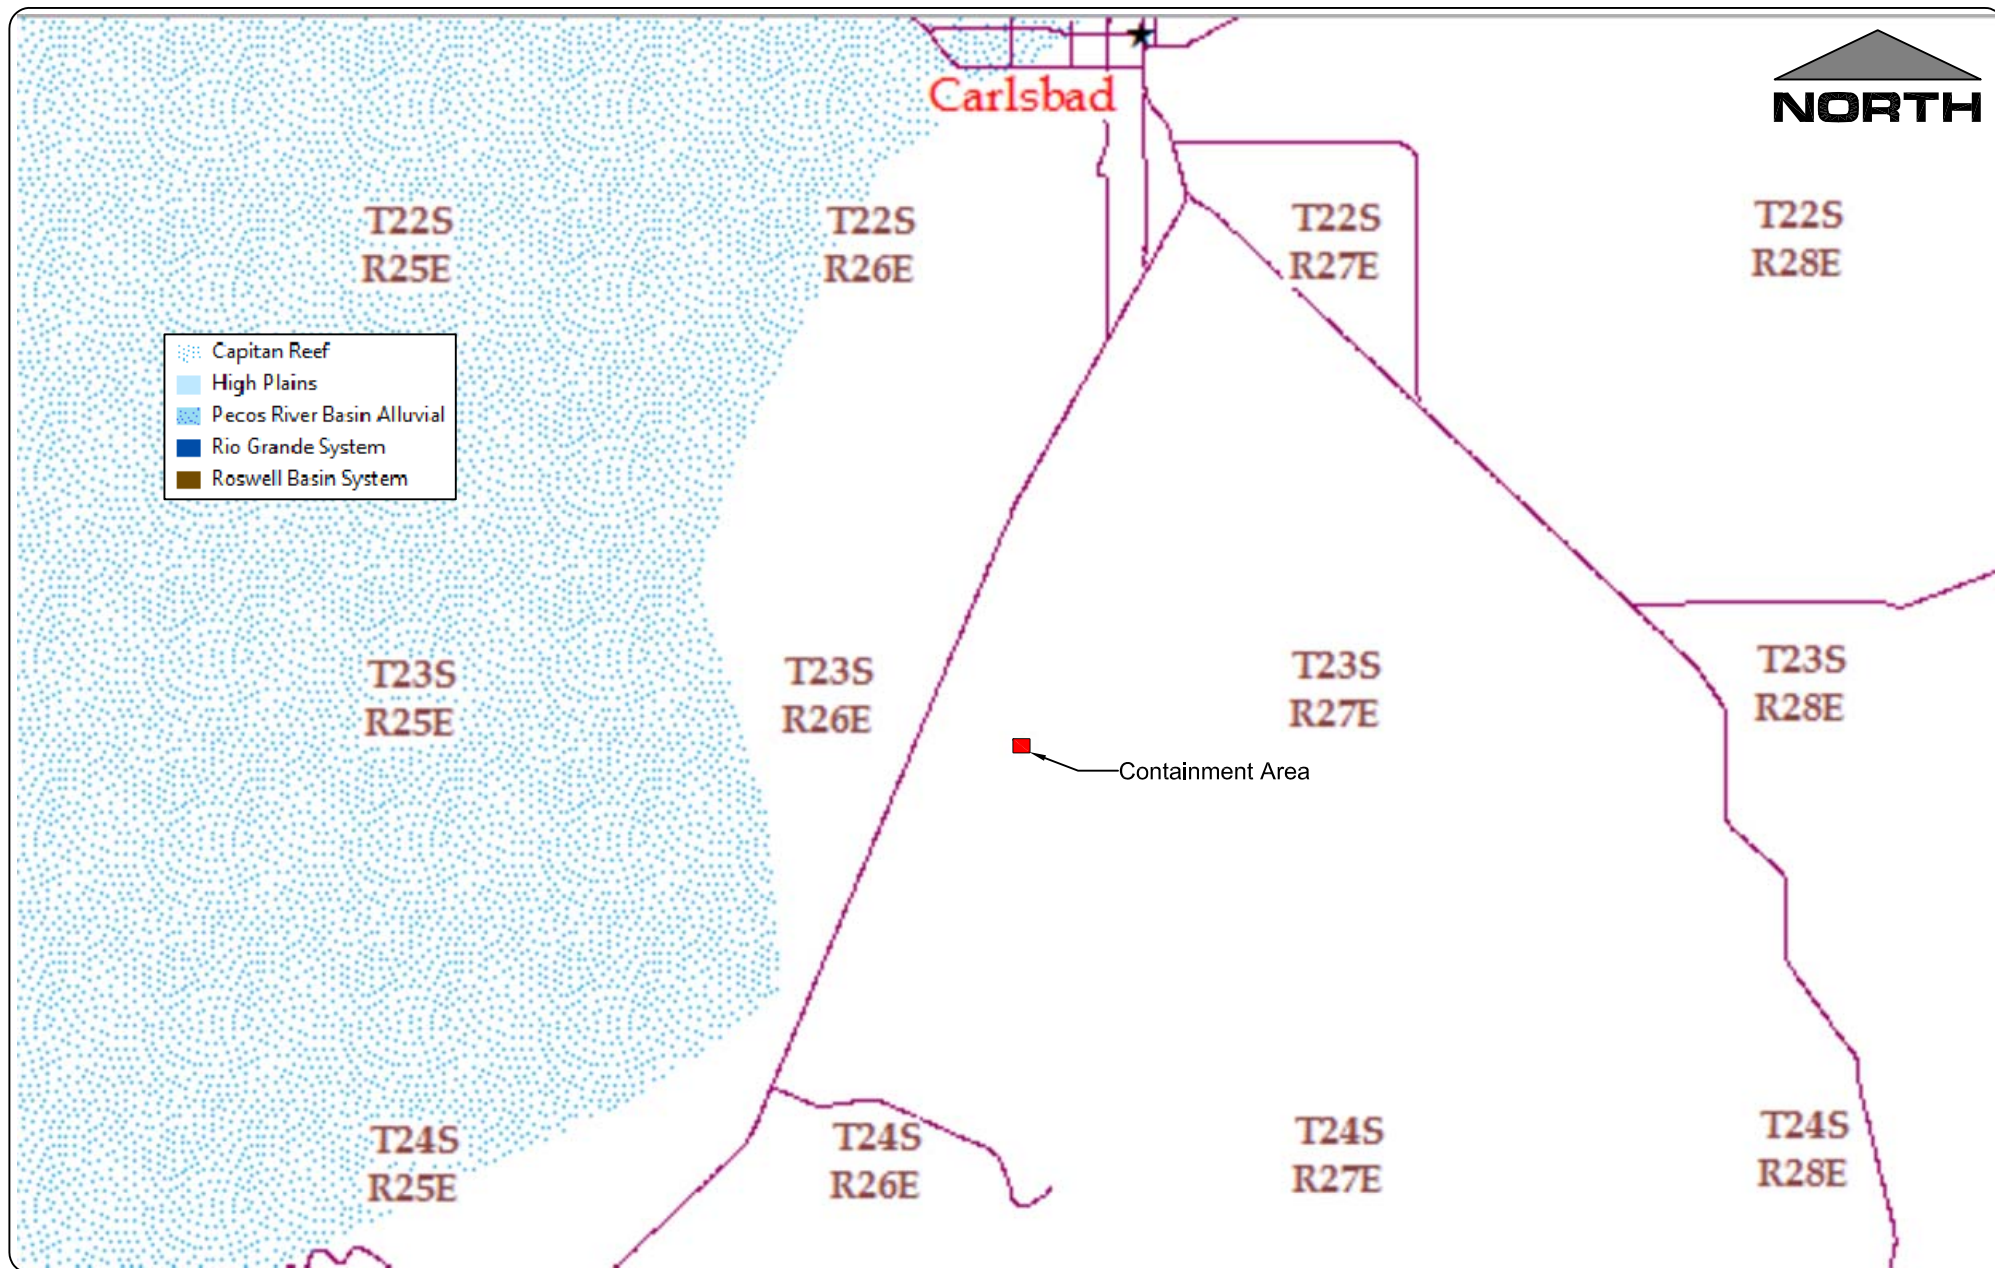 Carlsbad
NORTH
T22S
R25E
T22S
R26E
T22S
R27E
T22S
R28E
Capitan Reef
High Plains
Pecos River Basin Alluvial
Rio Grande System
Roswell Basin System
T23S
R25E
T23S
R26E
T23S
R27E
T23S
R28E
Containment Area
T24S
R25E
T24S
R26E
T24S
R27E
T24S
R28E